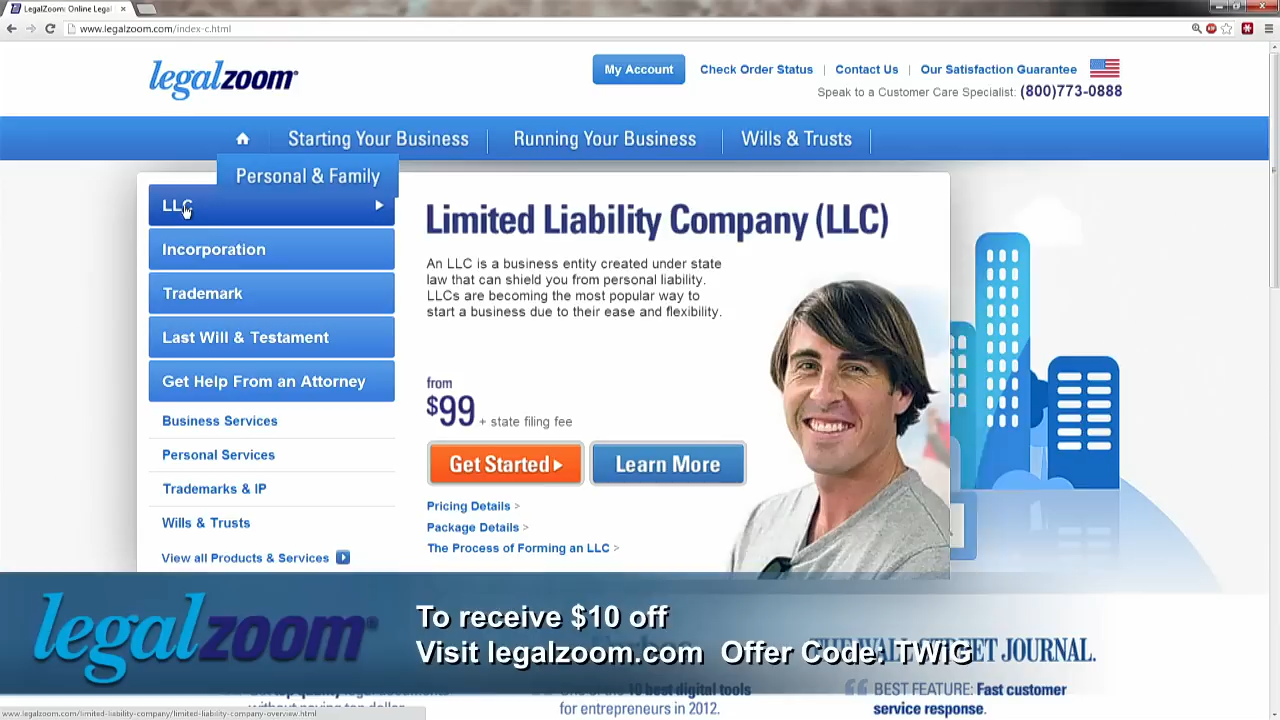 LegalZoom: Online Legal
www.legalzoom.com/index-c.html
legalzoom
My Account
Check Order Status | Contact Us | Our Satisfaction Guarantee
Speak to a Customer Care Specialist: (800)773-0888
Starting Your Business
Running Your Business
Wills & Trusts
Personal & Family
LLC
Incorporation
Trademark
Last Will & Testament
Get Help From an Attorney
Business Services
Personal Services
Trademarks & IP
Wills & Trusts
View all Products & Services
Limited Liability Company (LLC)
An LLC is a business entity created under state
law that can shield you from personal liability.
LLCs are becoming the most popular way to
start a business due to their ease and flexibility.
from
$99 + state filing fee
Get Started
Learn More
Pricing Details >
Package Details >
The Process of Forming an LLC >
legalzoom
To receive $10 off
Visit legalzoom.com Offer Code: TWiG
THE WALL STREET JOURNAL.
quality legal documents
One of the 10 best digital tools
for entrepreneurs in 2012.
BEST FEATURE: Fast customer
service response.
www.legalzoom.com/limited-liability-company/limited-liability-company-overview.html